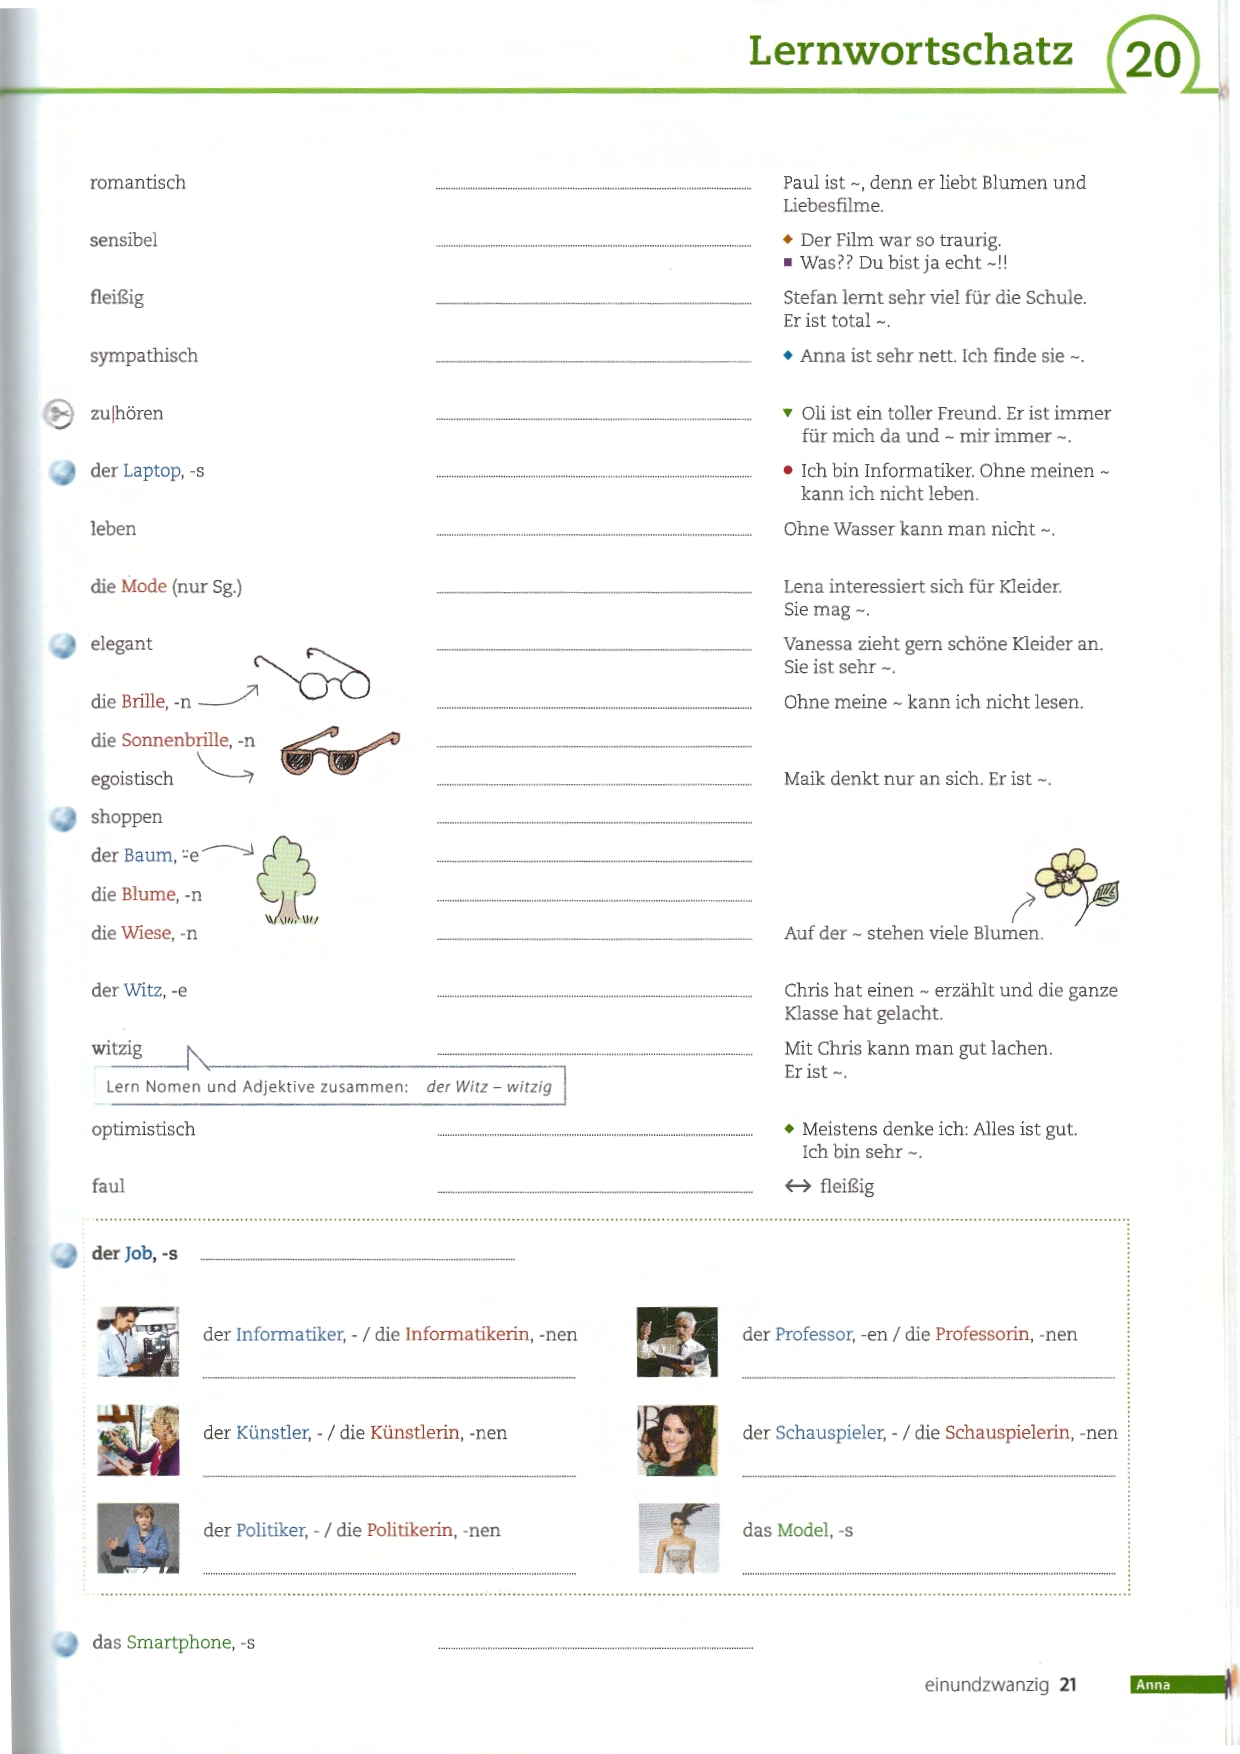 Lernwortschatz 20
romantisch Paul ist ~, denn er liebt Blumen und
Liebesfilme.
sensibel ◆ Der Film war so traurig.
■ Was?? Du bist ja echt ~!!
fleißig Stefan lernt sehr viel für die Schule.
Er ist total ~.
sympathisch ◆ Anna ist sehr nett. Ich finde sie ~.
zu|hören ▼ Oli ist ein toller Freund. Er ist immer
für mich da und ~ mir immer ~.
der Laptop, -s ● Ich bin Informatiker. Ohne meinen ~
kann ich nicht leben.
leben Ohne Wasser kann man nicht ~.
die Mode (nur Sg.) Lena interessiert sich für Kleider.
Sie mag ~.
elegant Vanessa zieht gern schöne Kleider an.
Sie ist sehr ~.
die Brille, -n Ohne meine ~ kann ich nicht lesen.
die Sonnenbrille, -n
egoistisch Maik denkt nur an sich. Er ist ~.
shoppen
der Baum, ⸚e
die Blume, -n
die Wiese, -n Auf der ~ stehen viele Blumen.
der Witz, -e Chris hat einen ~ erzählt und die ganze
Klasse hat gelacht.
witzig Mit Chris kann man gut lachen.
Er ist ~.
Lern Nomen und Adjektive zusammen: der Witz – witzig
optimistisch ◆ Meistens denke ich: Alles ist gut.
Ich bin sehr ~.
faul ↔ fleißig
der Job, -s
der Informatiker, - / die Informatikerin, -nen
der Professor, -en / die Professorin, -nen
der Künstler, - / die Künstlerin, -nen
der Schauspieler, - / die Schauspielerin, -nen
der Politiker, - / die Politikerin, -nen
das Model, -s
das Smartphone, -s
einundzwanzig 21 Anna